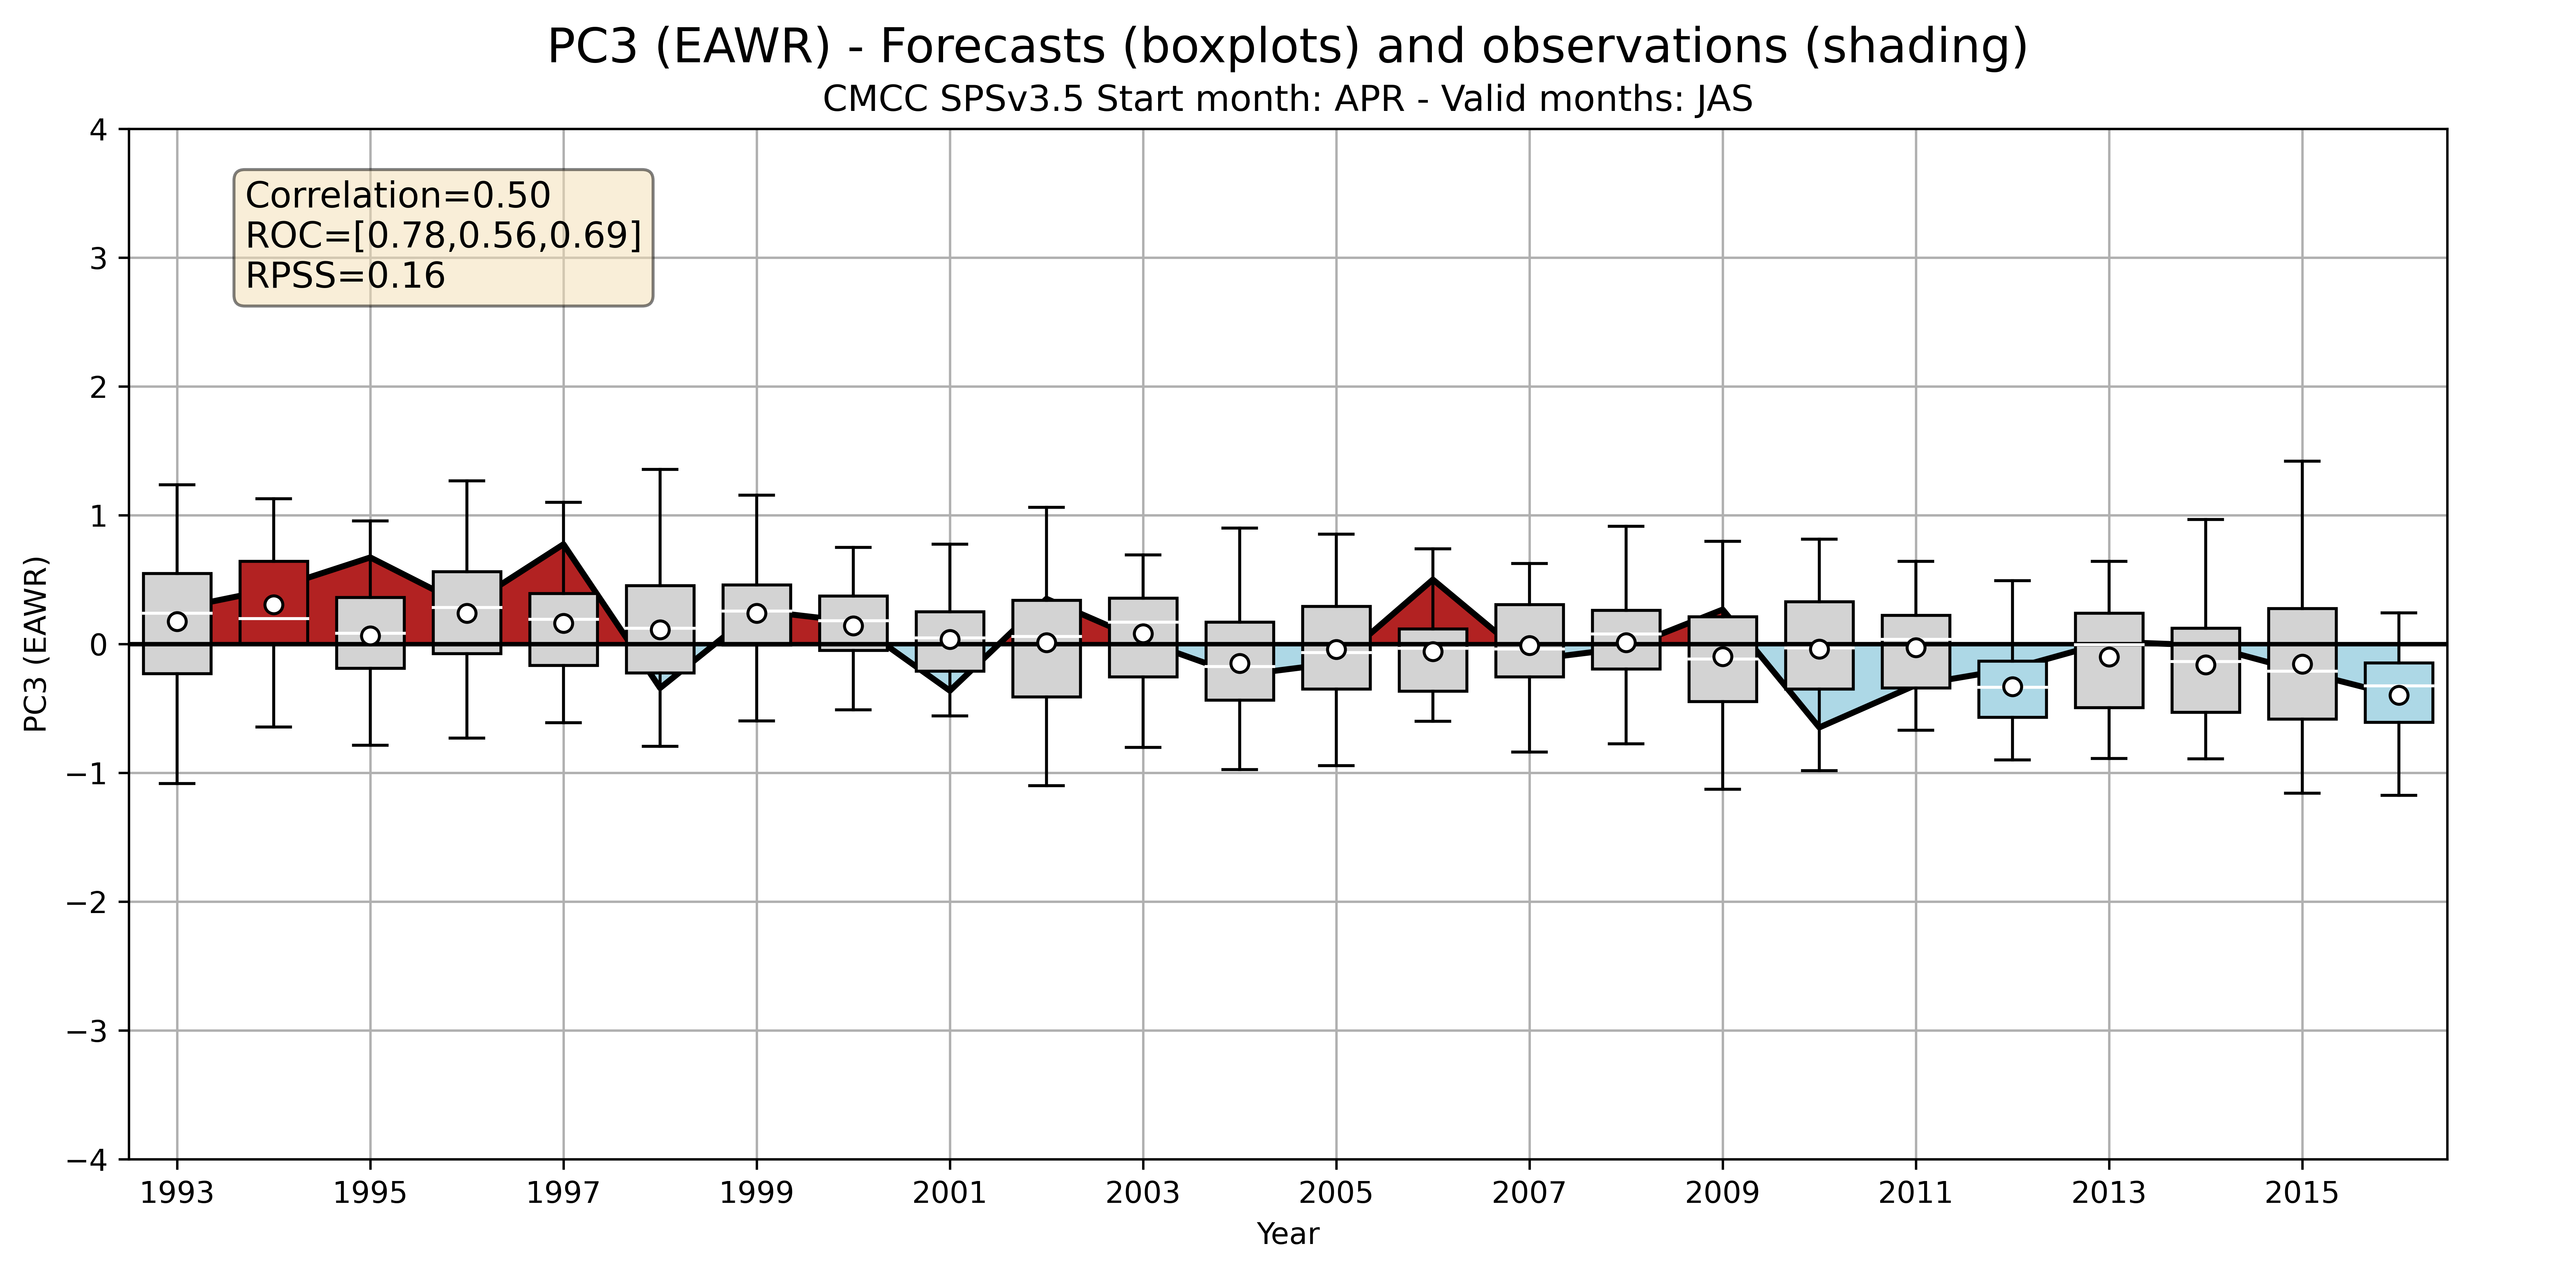 PC3 (EAWR) - Forecasts (boxplots) and observations (shading)
CMCC SPSv3.5 Start month: APR - Valid months: JAS
Correlation=0.50
ROC=[0.78,0.56,0.69]
RPSS=0.16
PC3 (EAWR)
4
3
2
1
0
−1
−2
−3
−4
1993 1995 1997 1999 2001 2003 2005 2007 2009 2011 2013 2015
Year